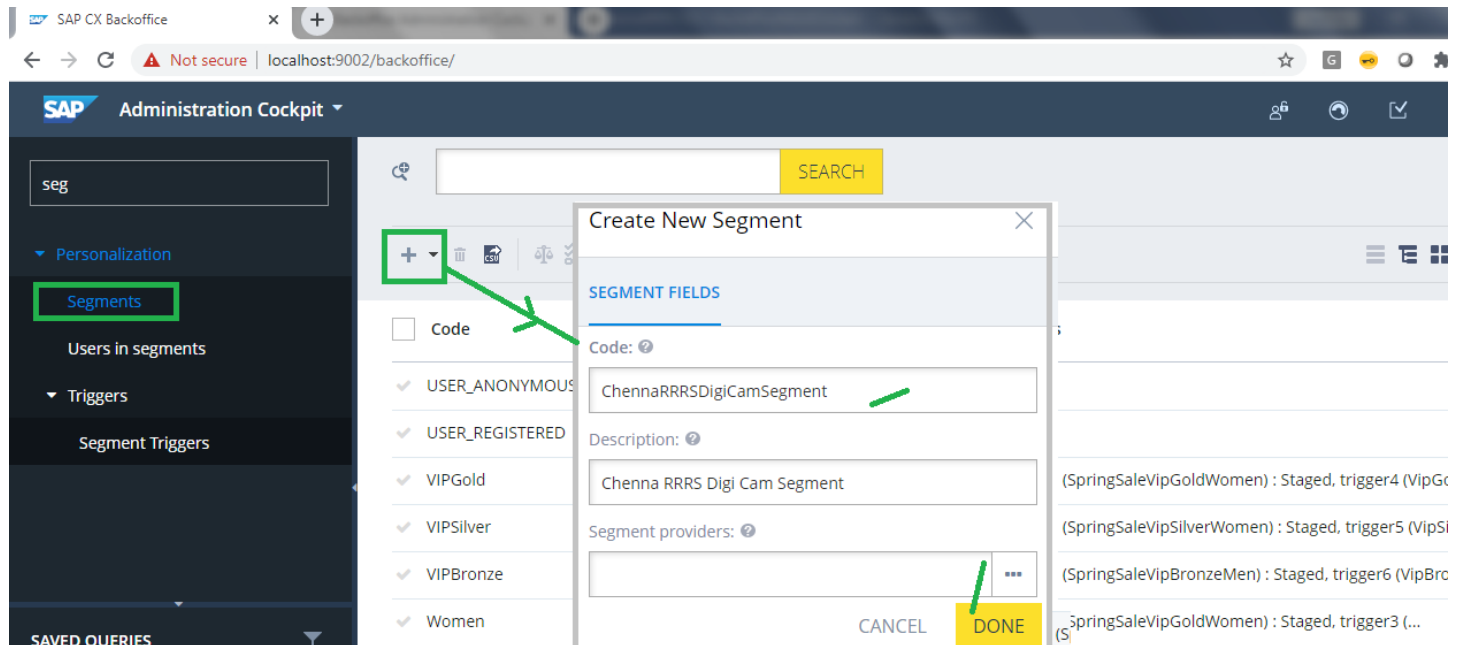 SAP CX Backoffice
Not secure | localhost:9002/backoffice/
SAP Administration Cockpit
seg
SEARCH
Personalization
Segments
Users in segments
Triggers
Segment Triggers
SAVED QUERIES
CSV
Code
USER_ANONYMOUS
USER_REGISTERED
VIPGold
VIPSilver
VIPBronze
Women
Create New Segment
SEGMENT FIELDS
Code:
ChennaRRRSDigiCamSegment
Description:
Chenna RRRS Digi Cam Segment
Segment providers:
CANCEL DONE
(SpringSaleVipGoldWomen) : Staged, trigger4 (VipGo
(SpringSaleVipSilverWomen) : Staged, trigger5 (VipSi
(SpringSaleVipBronzeMen) : Staged, trigger6 (VipBro
SpringSaleVipGoldWomen) : Staged, trigger3 (...
(S